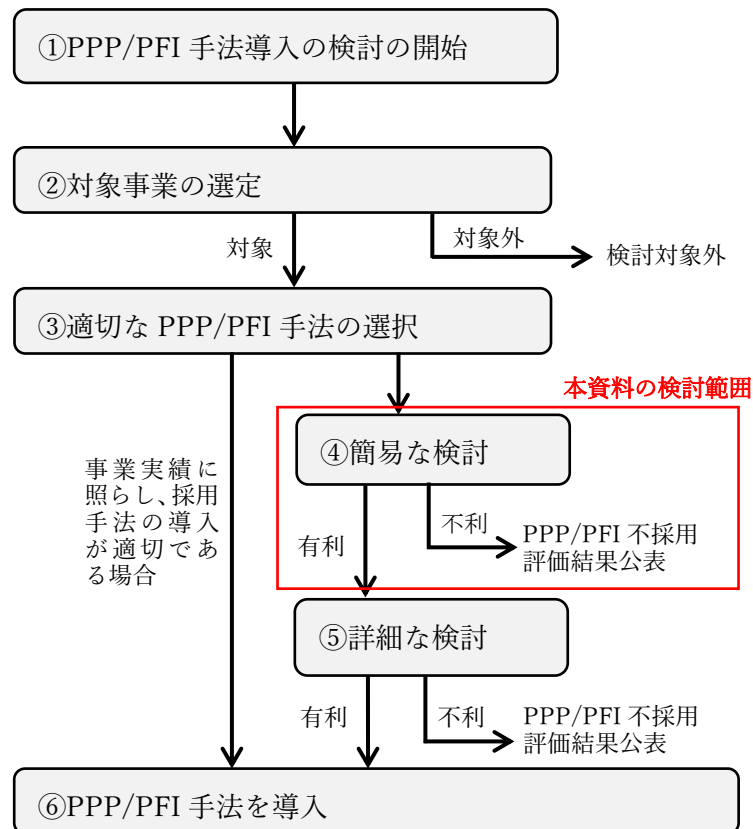 ①PPP/PFI 手法導入の検討の開始
②対象事業の選定
対象
対象外
検討対象外
③適切な PPP/PFI 手法の選択
本資料の検討範囲
事業実績に
照らし、採用
手法の導入
が適切であ
る場合
④簡易な検討
有利
不利
PPP/PFI 不採用
評価結果公表
⑤詳細な検討
有利
不利
PPP/PFI 不採用
評価結果公表
⑥PPP/PFI 手法を導入